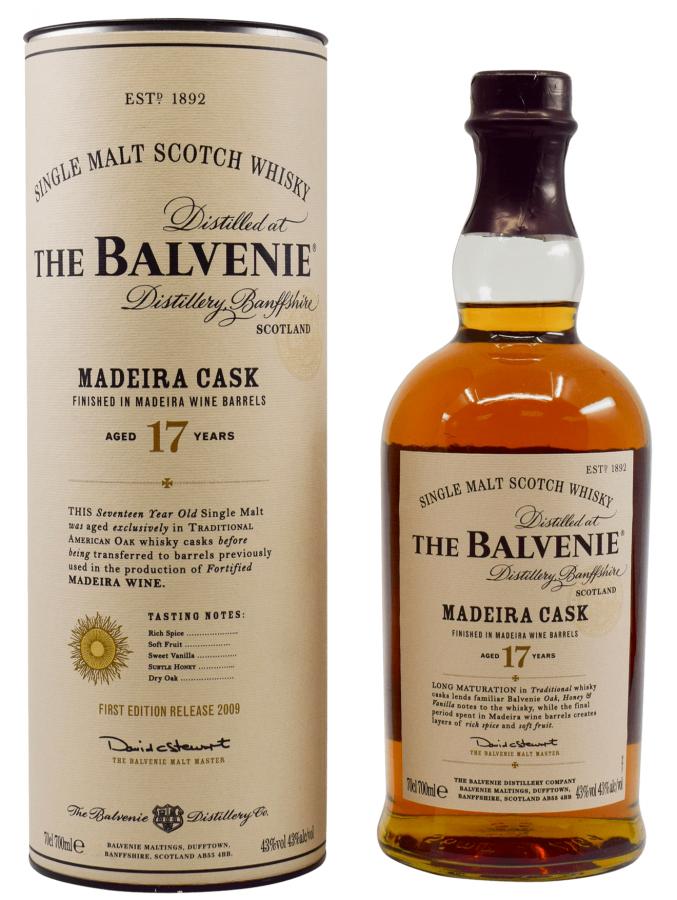 ESTD 1892
SINGLE MALT SCOTCH WHISKY
Distilled at
THE BALVENIE®
Distillery, Banffshire
SCOTLAND
MADEIRA CASK
FINISHED IN MADEIRA WINE BARRELS
AGED 17 YEARS
THIS Seventeen Year Old Single Malt
was aged exclusively in TRADITIONAL
AMERICAN OAK whisky casks before
being transferred to barrels previously
used in the production of Fortified
MADEIRA WINE.
TASTING NOTES:
Rich Spice ....................
Soft Fruit ..................
Sweet Vanilla ................
SUBTLE HONEY ..............
Dry Oak .....................
FIRST EDITION RELEASE 2009
David C Stewart
THE BALVENIE MALT MASTER
The Balvenie Distillery Co.
70cl 700ml e
BALVENIE MALTINGS, DUFFTOWN,
BANFFSHIRE, SCOTLAND AB55 4BB.
43%vol 43%alc/vol
ESTD 1892
SINGLE MALT SCOTCH WHISKY
Distilled at
THE BALVENIE®
Distillery, Banffshire
SCOTLAND
MADEIRA CASK
FINISHED IN MADEIRA WINE BARRELS
AGED 17 YEARS
LONG MATURATION in Traditional whisky
casks lends familiar Balvenie Oak, Honey &
Vanilla notes to the whisky, while the final
period spent in Madeira wine barrels creates
layers of rich spice and soft fruit.
David C Stewart
THE BALVENIE MALT MASTER
70cl 700ml e
THE BALVENIE DISTILLERY COMPANY
BALVENIE MALTINGS, DUFFTOWN,
BANFFSHIRE, SCOTLAND AB55 4BB
43%vol 43%alc/vol